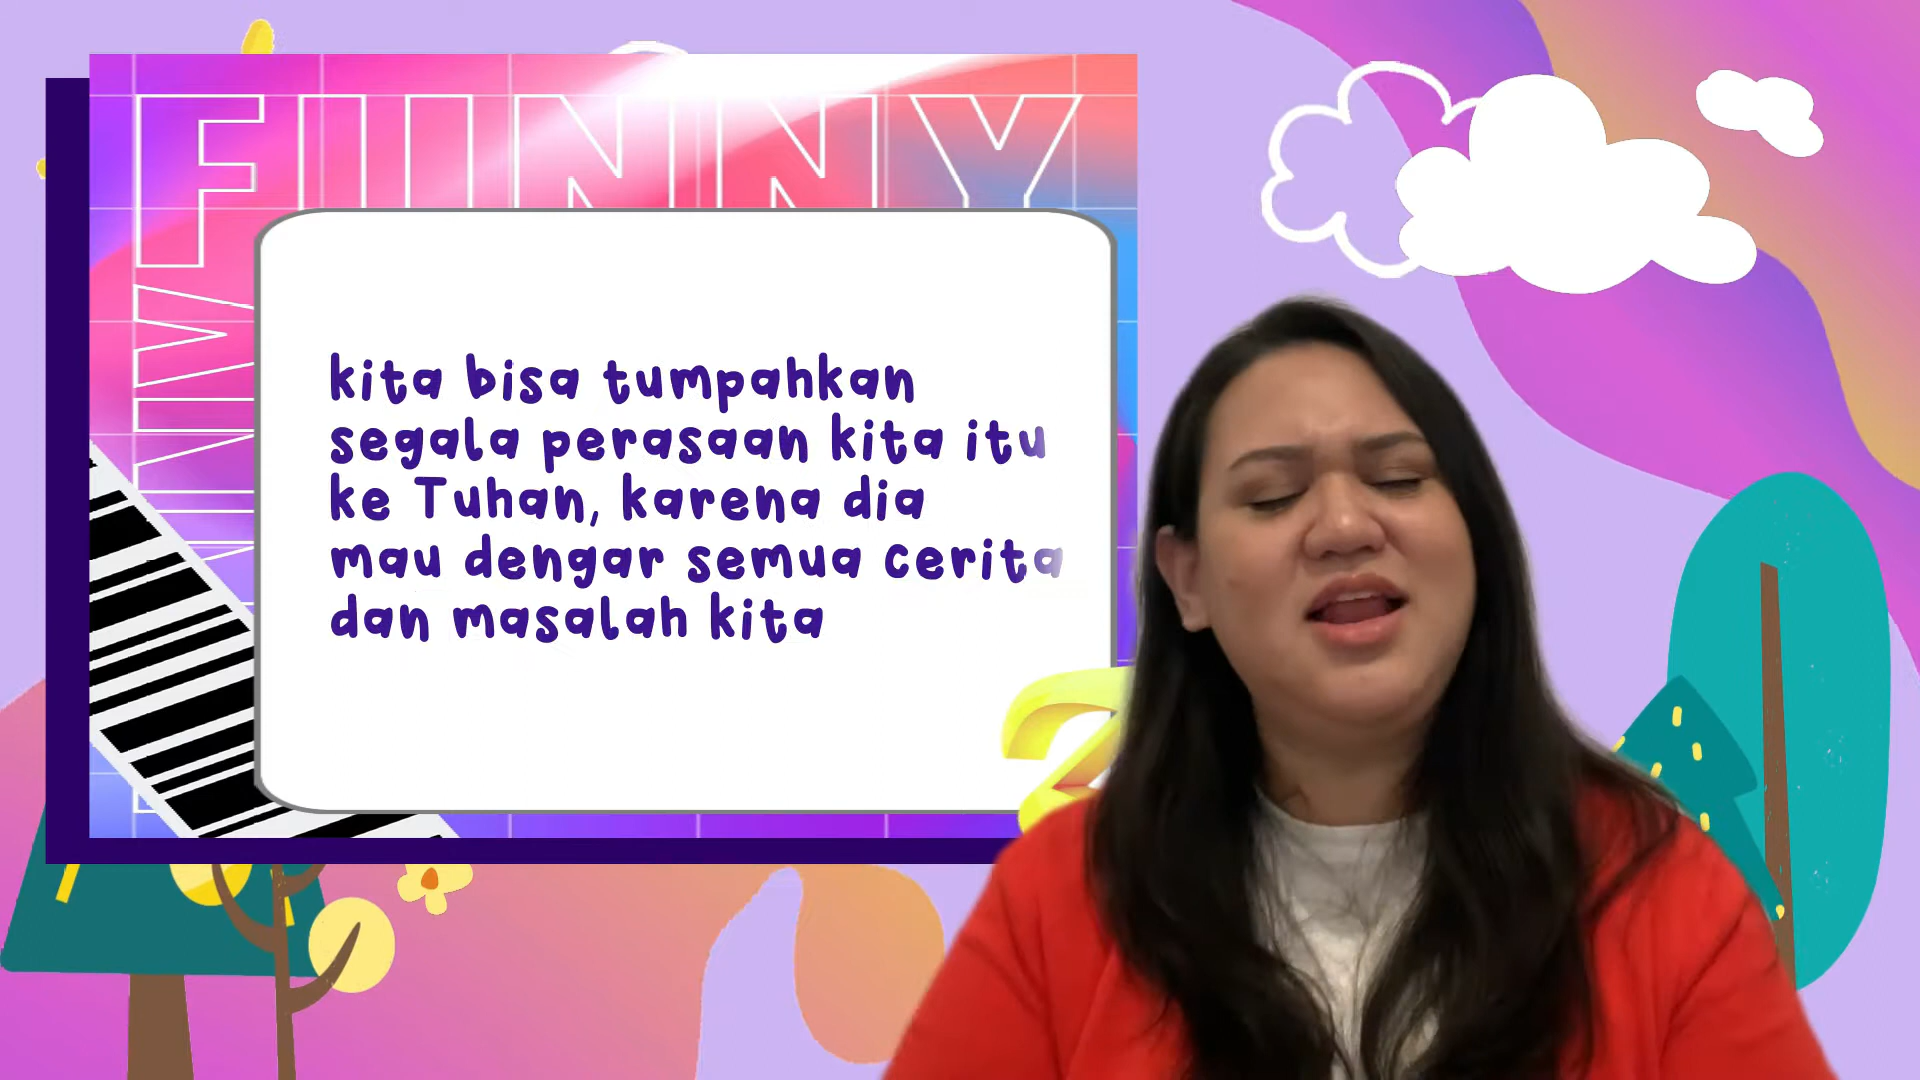 FUNNY
kita bisa tumpahkan
segala perasaan kita itu
ke Tuhan, karena dia
mau dengar semua cerita
dan masalah kita